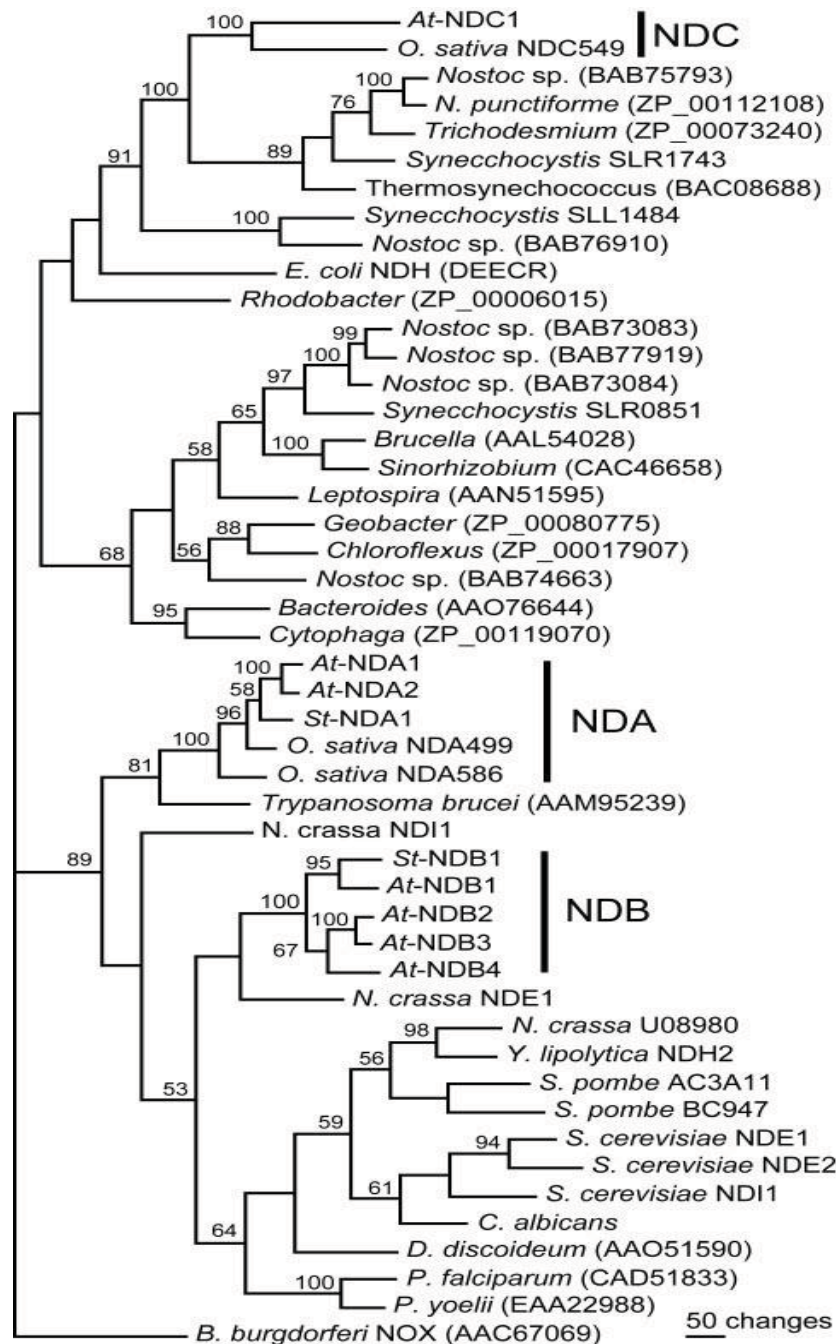 100
At-NDC1
NDC
O. sativa NDC549
100
Nostoc sp. (BAB75793)
100
N. punctiforme (ZP_00112108)
76
Trichodesmium (ZP_00073240)
91
89
Synecchocystis SLR1743
Thermosynechococcus (BAC08688)
100
Synecchocystis SLL1484
Nostoc sp. (BAB76910)
E. coli NDH (DEECR)
Rhodobacter (ZP_00006015)
99
Nostoc sp. (BAB73083)
100
Nostoc sp. (BAB77919)
97
Nostoc sp. (BAB73084)
65
Synecchocystis SLR0851
58
100
Brucella (AAL54028)
Sinorhizobium (CAC46658)
Leptospira (AAN51595)
88
Geobacter (ZP_00080775)
68
56
Chloroflexus (ZP_00017907)
Nostoc sp. (BAB74663)
95
Bacteroides (AAO76644)
Cytophaga (ZP_00119070)
100
At-NDA1
58
At-NDA2
96
St-NDA1
NDA
100
O. sativa NDA499
81
O. sativa NDA586
Trypanosoma brucei (AAM95239)
N. crassa NDI1
89
95
St-NDB1
At-NDB1
100
100
At-NDB2
NDB
67
At-NDB3
At-NDB4
N. crassa NDE1
98
N. crassa U08980
56
Y. lipolytica NDH2
53
S. pombe AC3A11
59
S. pombe BC947
94
S. cerevisiae NDE1
S. cerevisiae NDE2
61
S. cerevisiae NDI1
C. albicans
64
D. discoideum (AAO51590)
100
P. falciparum (CAD51833)
P. yoelii (EAA22988)
B. burgdorferi NOX (AAC67069)
50 changes